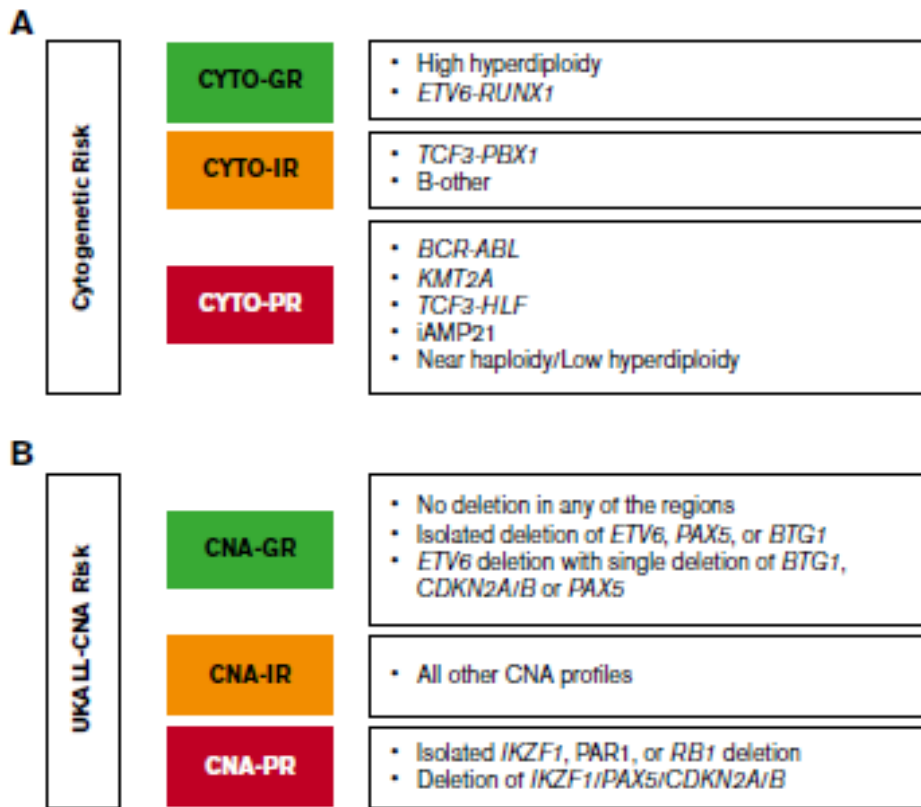 A
Cytogenetic Risk
CYTO-GR
• High hyperdiploidy
• ETV6-RUNX1
CYTO-IR
• TCF3-PBX1
• B-other
CYTO-PR
• BCR-ABL
• KMT2A
• TCF3-HLF
• iAMP21
• Near haploidy/Low hyperdiploidy
B
UKALL-CNA Risk
CNA-GR
• No deletion in any of the regions
• Isolated deletion of ETV6, PAX5, or BTG1
• ETV6 deletion with single deletion of BTG1,
CDKN2A/B or PAX5
CNA-IR
• All other CNA profiles
CNA-PR
• Isolated IKZF1, PAR1, or RB1 deletion
• Deletion of IKZF1/PAX5/CDKN2A/B